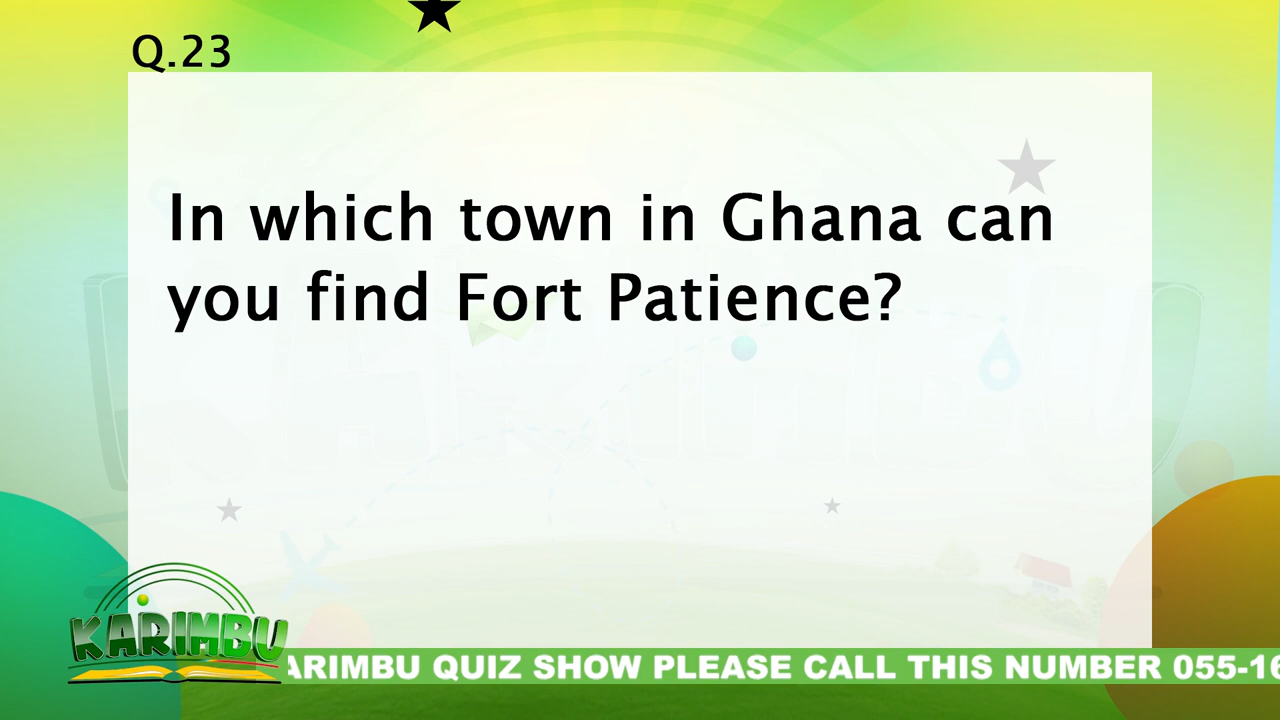 Q.23
In which town in Ghana can
you find Fort Patience?
KARIMBU
ARIMBU QUIZ SHOW PLEASE CALL THIS NUMBER 055-16